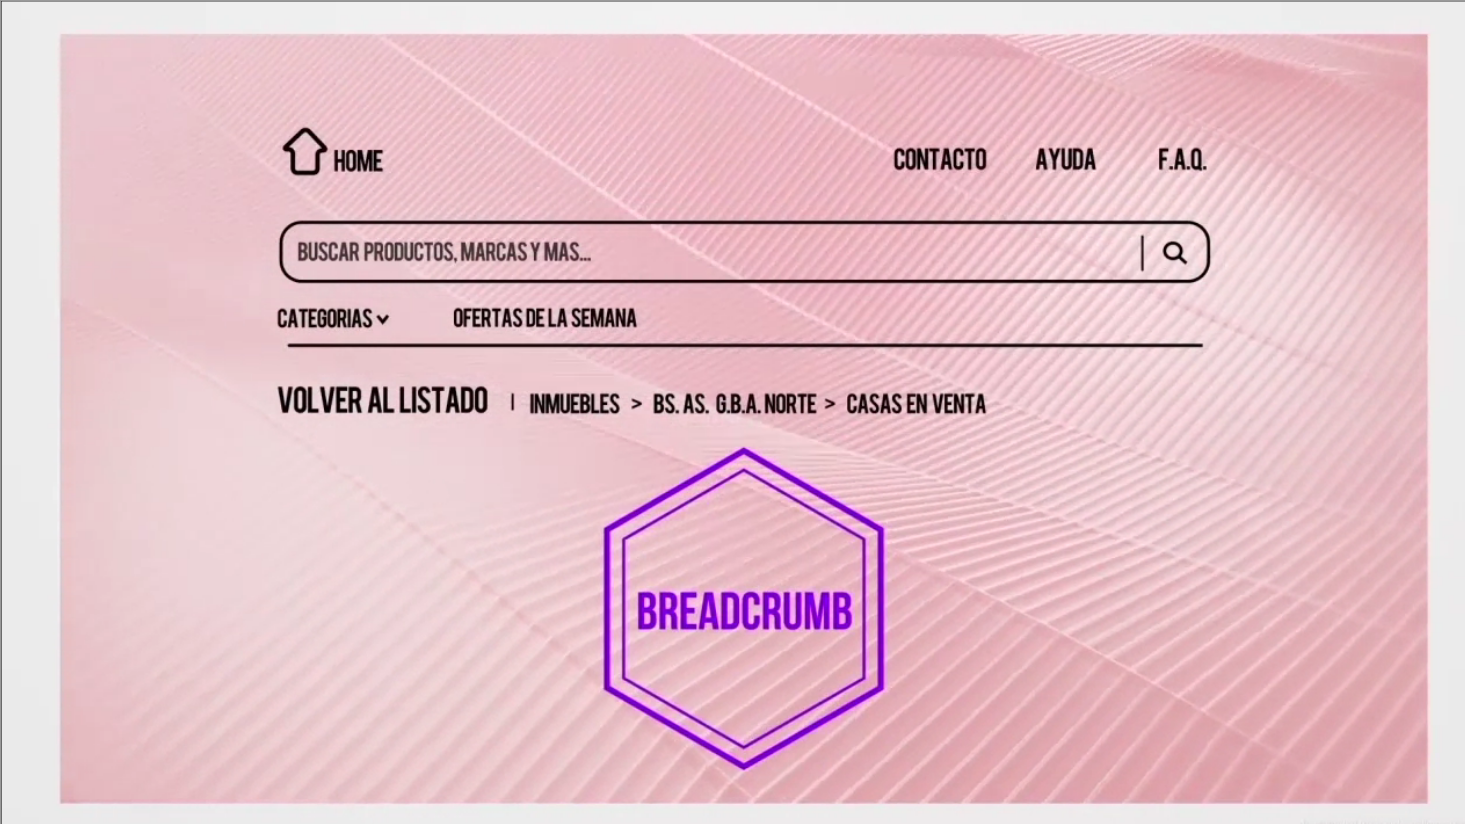 HOME
CONTACTO AYUDA F.A.Q.
BUSCAR PRODUCTOS, MARCAS Y MAS...
CATEGORIAS OFERTAS DE LA SEMANA
VOLVER AL LISTADO | INMUEBLES > BS. AS. G.B.A. NORTE > CASAS EN VENTA
BREADCRUMB